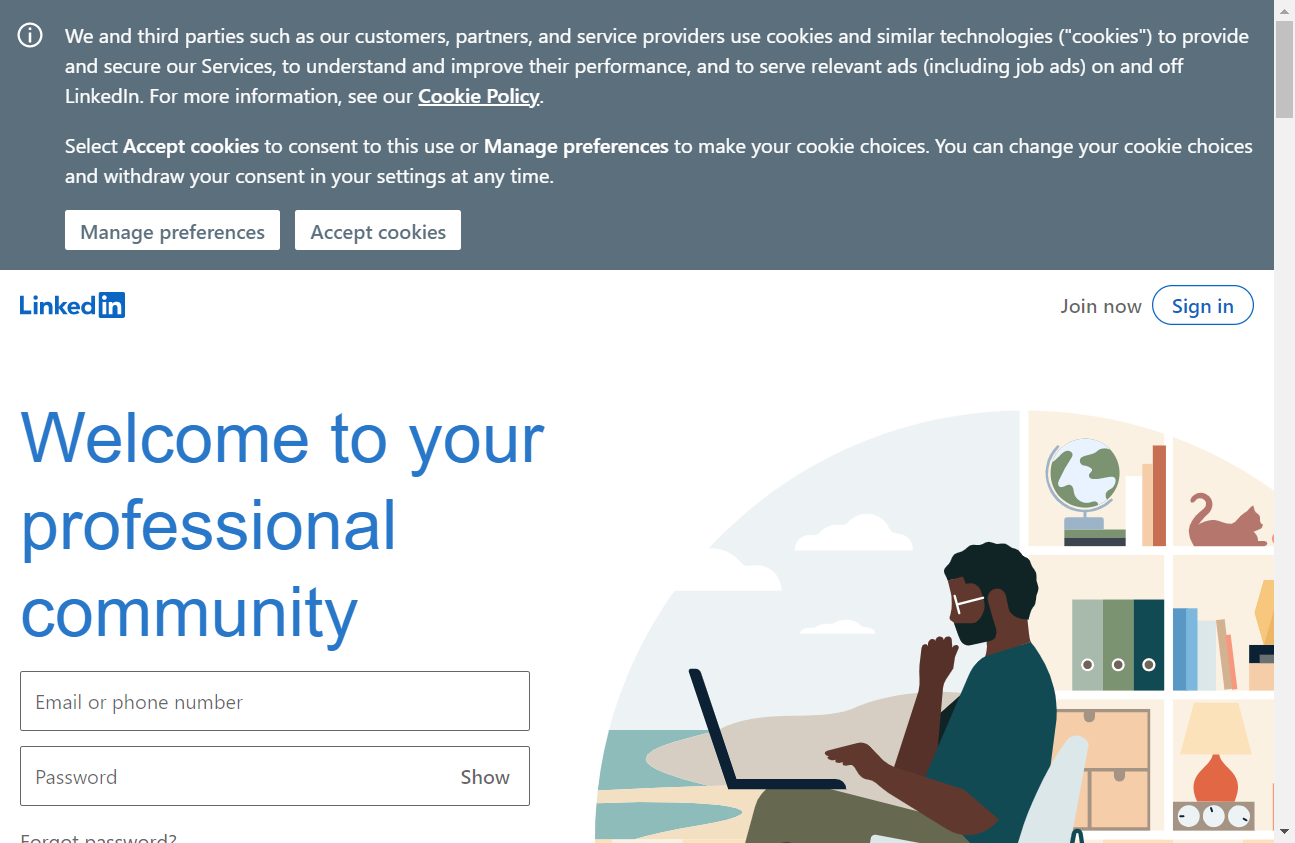 We and third parties such as our customers, partners, and service providers use cookies and similar technologies ("cookies") to provide
and secure our Services, to understand and improve their performance, and to serve relevant ads (including job ads) on and off
LinkedIn. For more information, see our Cookie Policy.
Select Accept cookies to consent to this use or Manage preferences to make your cookie choices. You can change your cookie choices
and withdraw your consent in your settings at any time.
Manage preferences Accept cookies
Linkedin Join now Sign in
Welcome to your
professional
community
Email or phone number
Password Show
Forgot password?